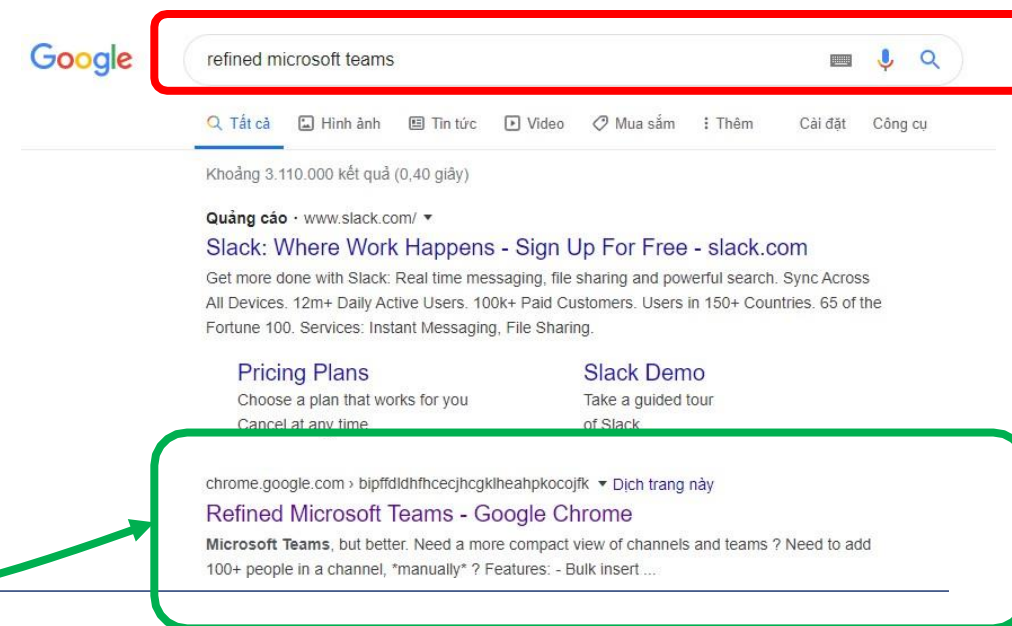 Google
refined microsoft teams
Tất cả Hình ảnh Tin tức Video Mua sắm Thêm Cài đặt Công cụ
Khoảng 3.110.000 kết quả (0,40 giây)
Quảng cáo · www.slack.com/
Slack: Where Work Happens - Sign Up For Free - slack.com
Get more done with Slack: Real time messaging, file sharing and powerful search. Sync Across
All Devices. 12m+ Daily Active Users. 100k+ Paid Customers. Users in 150+ Countries. 65 of the
Fortune 100. Services: Instant Messaging, File Sharing.
Pricing Plans Slack Demo
Choose a plan that works for you Take a guided tour
Cancel at any time of Slack
chrome.google.com › bipffdldhfhcecjhcgklheahpkocojfk Dịch trang này
Refined Microsoft Teams - Google Chrome
Microsoft Teams, but better. Need a more compact view of channels and teams ? Need to add
100+ people in a channel, *manually* ? Features: - Bulk insert ...